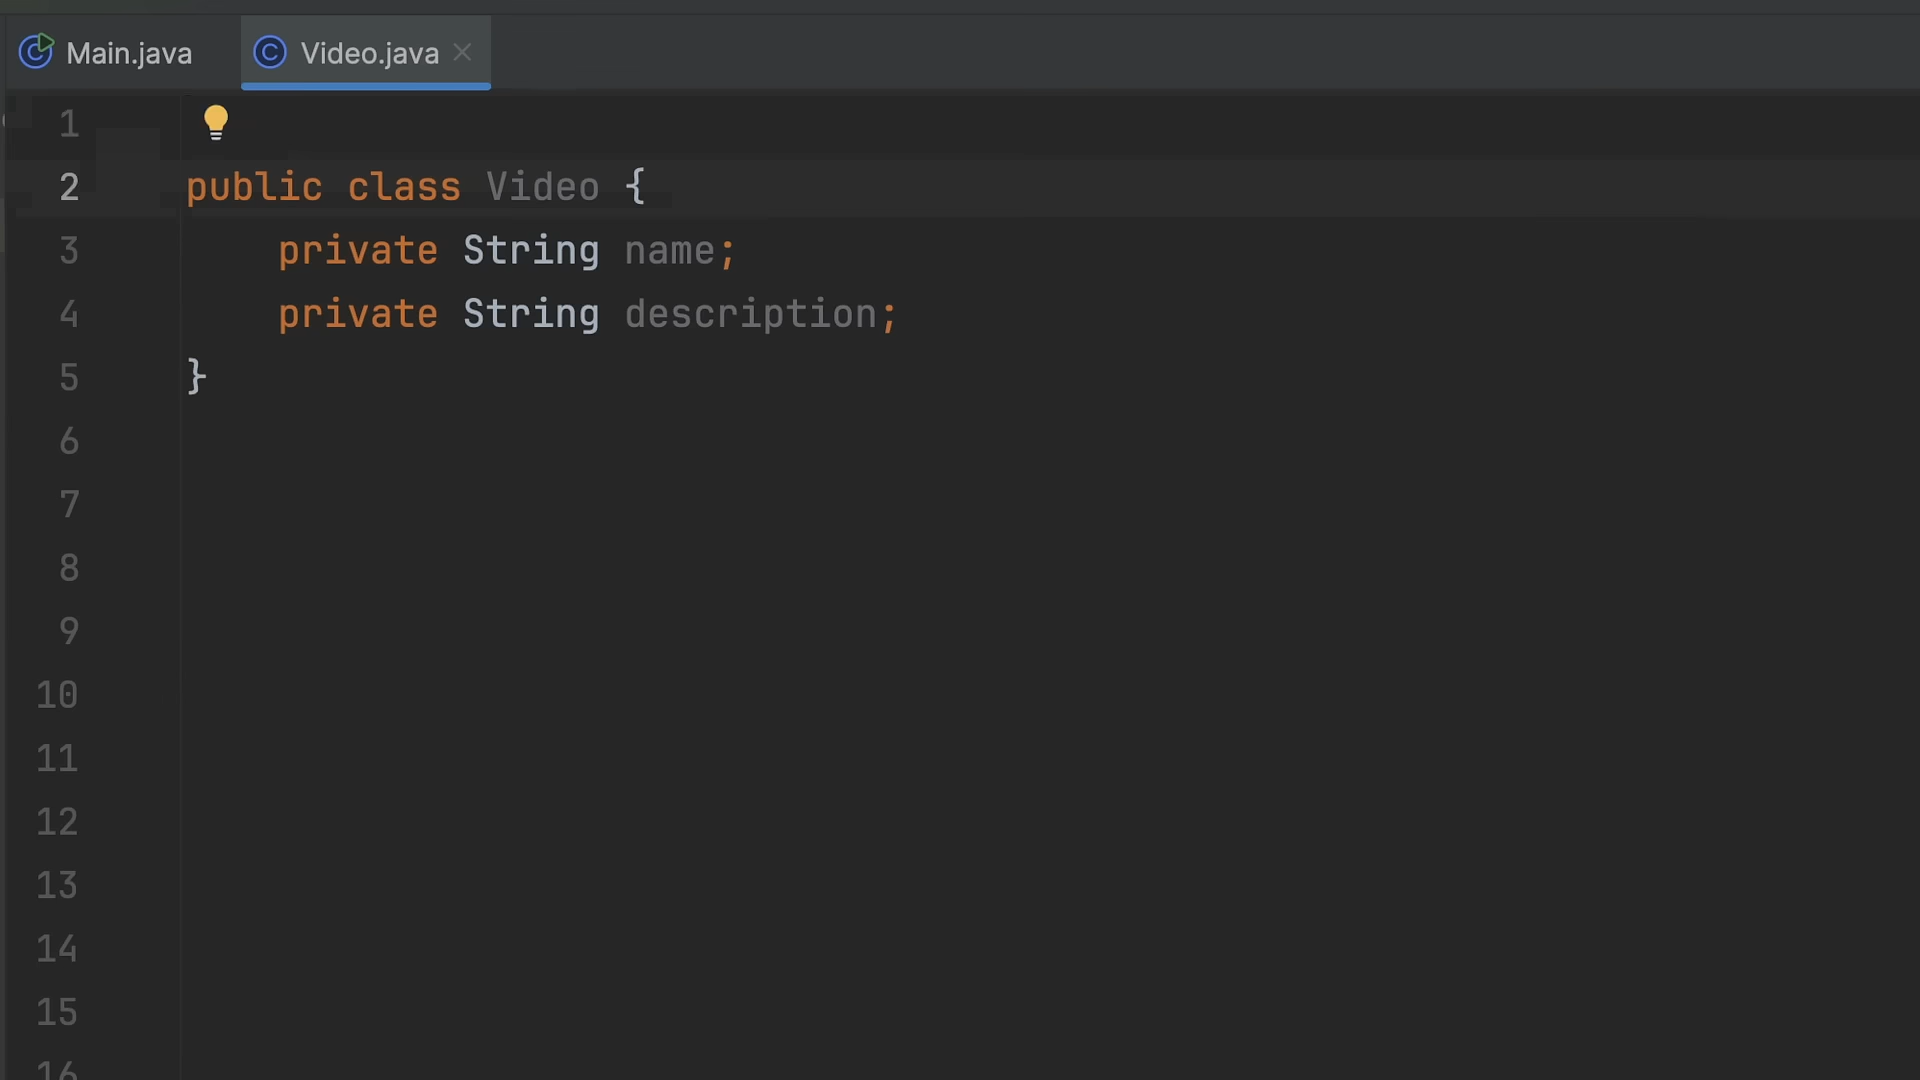 Main.java
Video.java
1
2 public class Video {
3 private String name;
4 private String description;
5 }
6
7
8
9
10
11
12
13
14
15
16